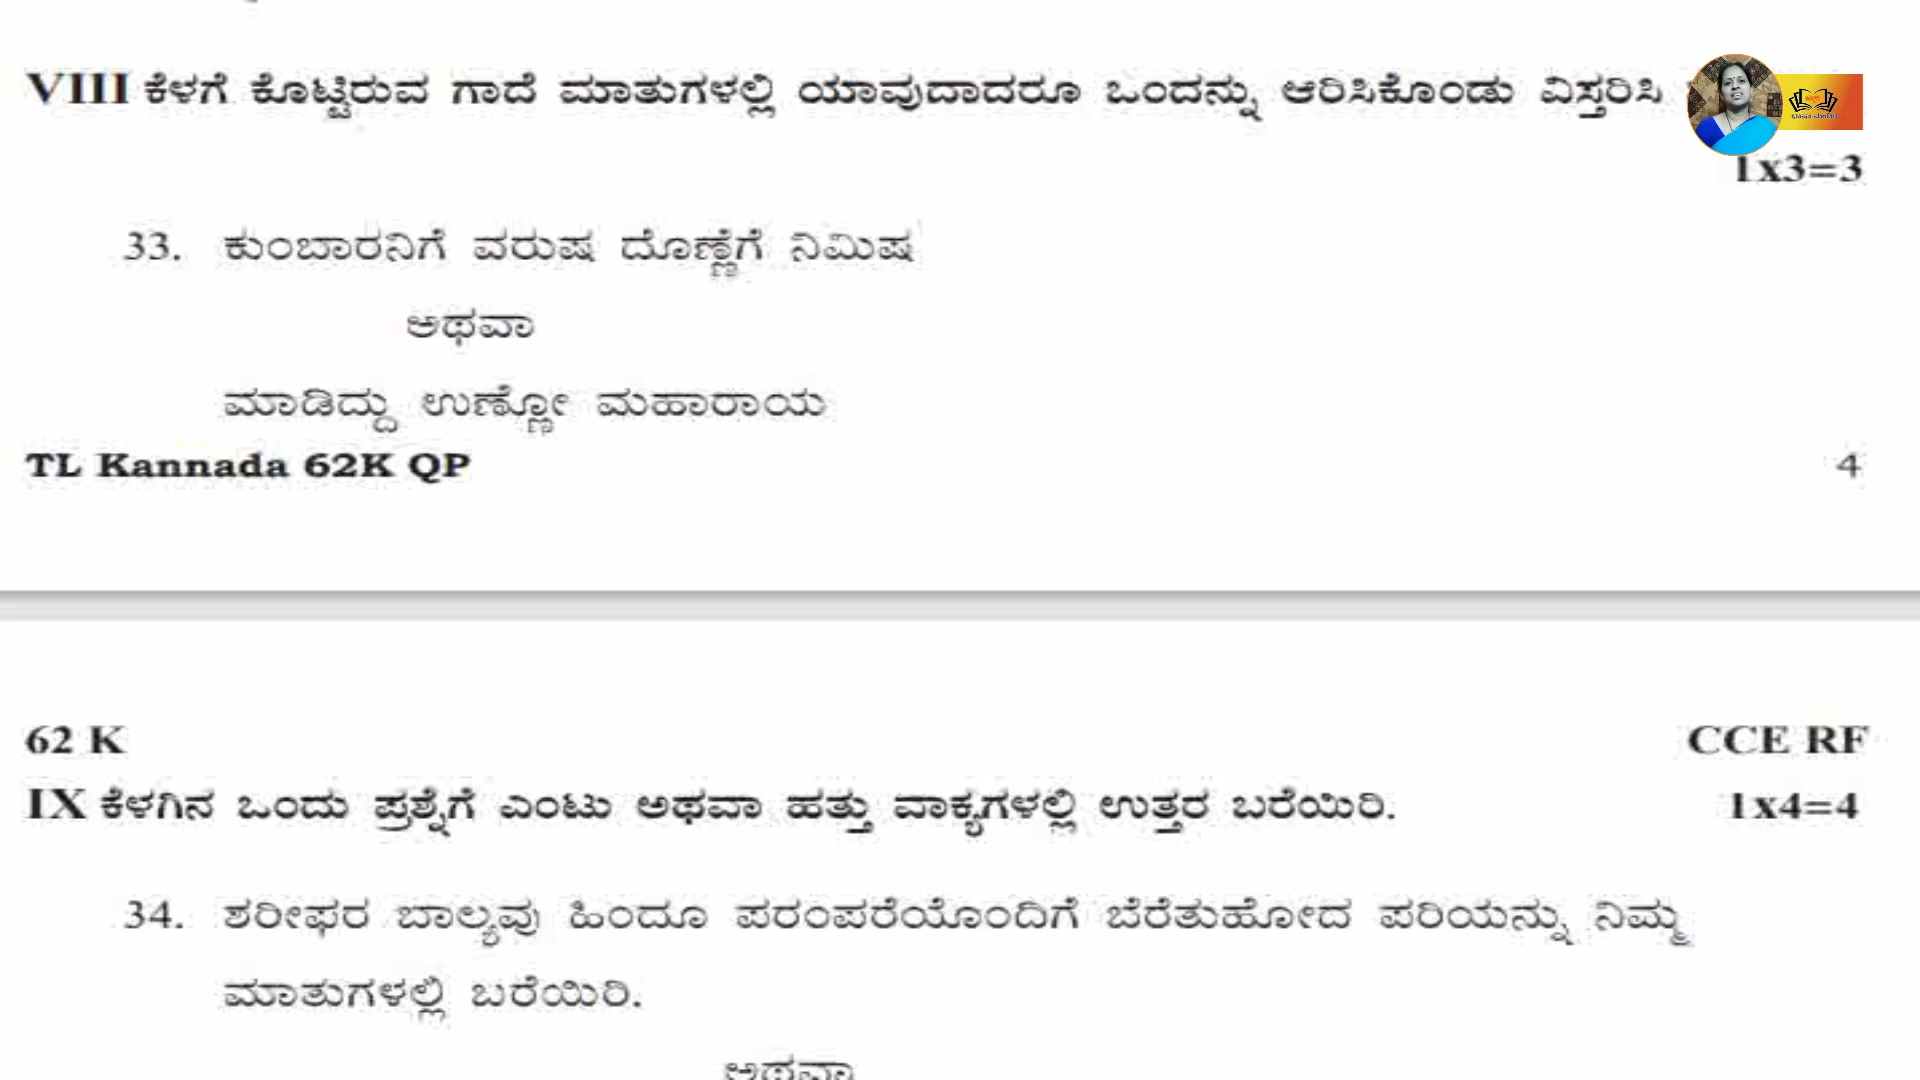 VIII ಕೆಳಗೆ ಕೊಟ್ಟಿರುವ ಗಾದೆ ಮಾತುಗಳಲ್ಲಿ ಯಾವುದಾದರೂ ಒಂದನ್ನು ಆರಿಸಿಕೊಂಡು ವಿಸ್ತರಿಸಿ
1x3=3
33. ಕುಂಬಾರನಿಗೆ ವರುಷ ದೊಣ್ಣೆಗೆ ನಿಮಿಷ
ಅಥವಾ
ಮಾಡಿದ್ದು ಉಣ್ಣೋ ಮಹಾರಾಯ
TL Kannada 62K QP 4
62 K CCE RF
IX ಕೆಳಗಿನ ಒಂದು ಪ್ರಶ್ನೆಗೆ ಎಂಟು ಅಥವಾ ಹತ್ತು ವಾಕ್ಯಗಳಲ್ಲಿ ಉತ್ತರ ಬರೆಯಿರಿ. 1x4=4
34. ಶರೀಫರ ಬಾಲ್ಯವು ಹಿಂದೂ ಪರಂಪರೆಯೊಂದಿಗೆ ಬೆರೆತುಹೋದ ಪರಿಯನ್ನು ನಿಮ್ಮ
ಮಾತುಗಳಲ್ಲಿ ಬರೆಯಿರಿ.
ಅಥವಾ